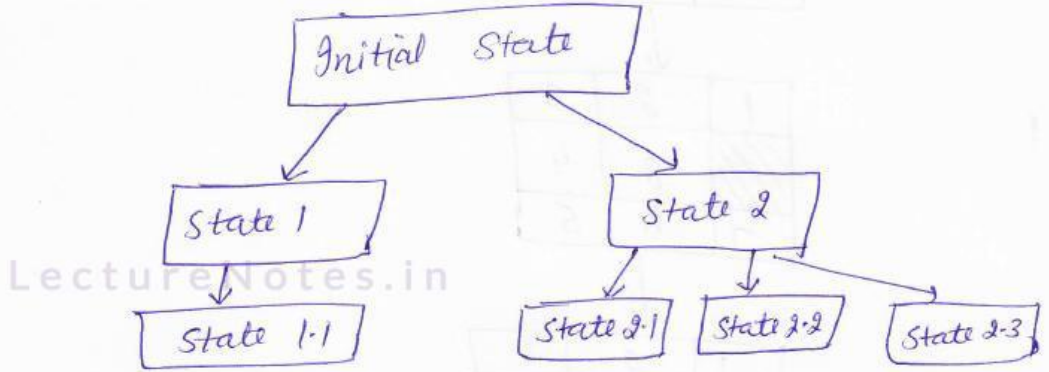 Initial State
State 1
State 2
LectureNotes.in
State 1.1
State 2.1
State 2.2
State 2.3